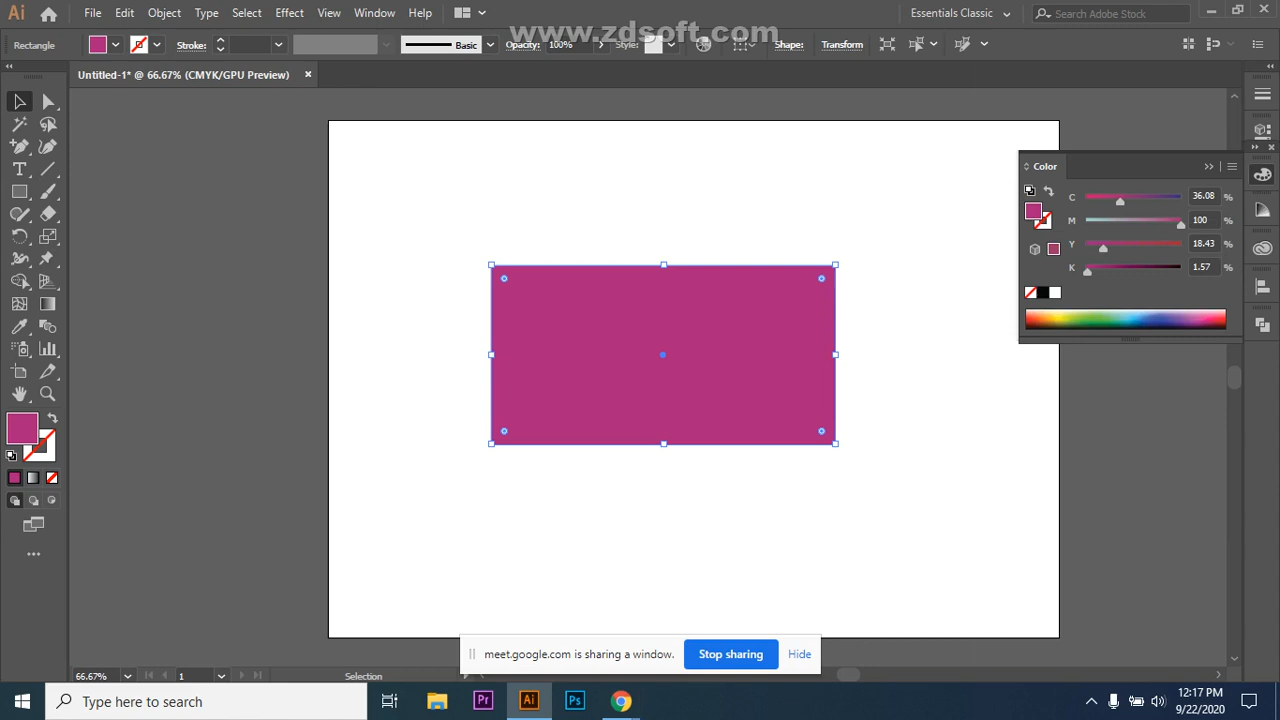 Ai File Edit Object Type Select Effect View Window Help Essentials Classic Search Adobe Stock
www.zdsoft.com
Rectangle Stroke: Basic Opacity: 100% Style: Shape: Transform
Untitled-1* @ 66.67% (CMYK/GPU Preview) ×
Color
C 36.08 %
M 100 %
Y 18.43 %
K 1.57 %
meet.google.com is sharing a window. Stop sharing Hide
66.67% 1 Selection
Type here to search Pr Ai Ps 12:17 PM
9/22/2020